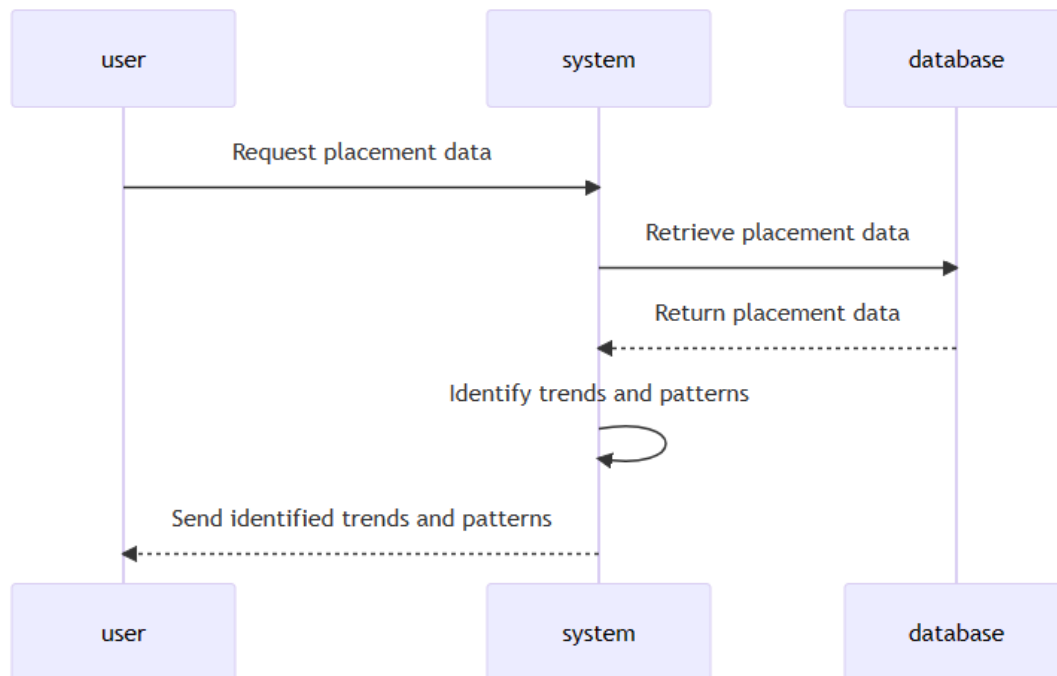 user
system
database
Request placement data
Retrieve placement data
Return placement data
Identify trends and patterns
Send identified trends and patterns
user
system
database